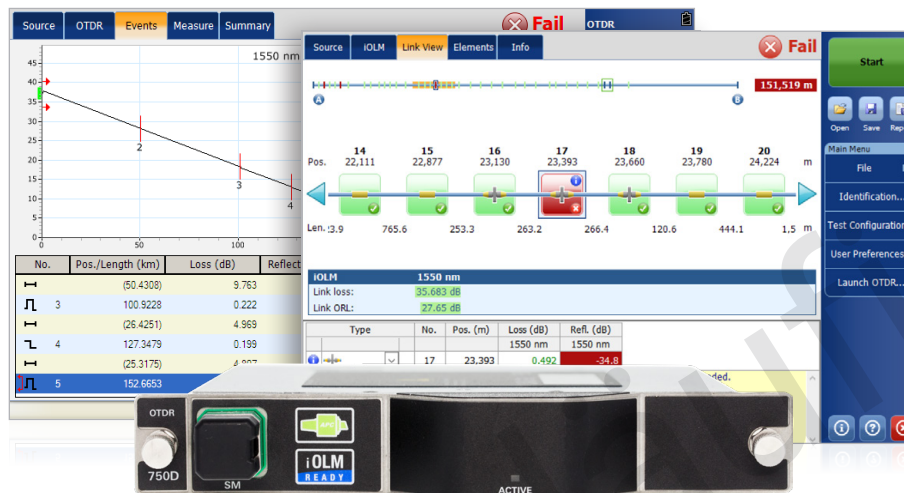 Source OTDR Events Measure Summary
Fail
OTDR
1550 nm
45
40
35
30
25
20
15
10
5
0
0 50 100
2
3
4
No. Pos./Length (km) Loss (dB) Reflect
(50.4308) 9.763
3 100.9228 0.222
(26.4251) 4.969
4 127.3479 0.199
(25.3175)
5 152.6653
Source iOLM Link View Elements Info
Fail
A B
151,519 m
14 15 16 17 18 19 20
Pos. 22,111 22,877 23,130 23,393 23,660 23,780 24,224 m
Len. :3.9 765.6 253.3 263.2 266.4 120.6 444.1 1.5 m
iOLM 1550 nm
Link loss: 35.683 dB
Link ORL: 27.65 dB
Type No. Pos. (m) Loss (dB) Refl. (dB)
1550 nm 1550 nm
17 23,393 0.492 -34.8
ded.
Start
Open Save Rep
Main Menu
File
Identification...
Test Configuration
User Preferences
Launch OTDR...
OTDR
750D
SM
APC
iOLM
READY
ACTIVE